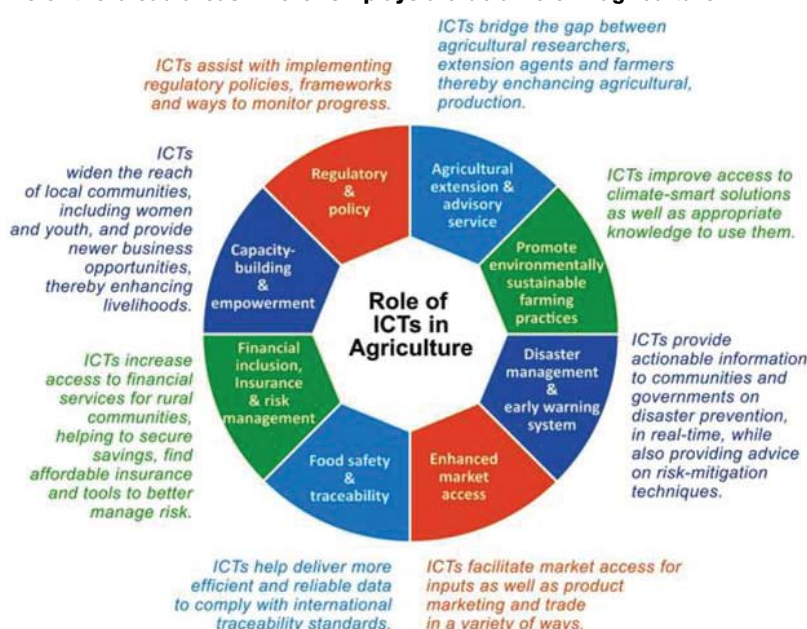 ICTs bridge the gap between
agricultural researchers,
extension agents and farmers
thereby enchancing agricultural,
production.
ICTs assist with implementing
regulatory policies, frameworks
and ways to monitor progress.
ICTs
widen the reach
of local communities,
including women
and youth, and provide
newer business
opportunities,
thereby enhancing
livelihoods.
Regulatory
&
policy
Agricultural
extension &
advisory
service
ICTs improve access to
climate-smart solutions
as well as appropriate
knowledge to use them.
Capacity-
building
&
empowerment
Promote
environmentally
sustainable
farming
practices
Role of
ICTs in
Agriculture
ICTs increase
access to financial
services for rural
communities,
helping to secure
savings, find
affordable insurance
and tools to better
manage risk.
Financial
inclusion,
Insurance
& risk
management
Disaster
management
&
early warning
system
ICTs provide
actionable information
to communities and
governments on
disaster prevention,
in real-time, while
also providing advice
on risk-mitigation
techniques.
Food safety
&
traceability
Enhanced
market
access
ICTs help deliver more
efficient and reliable data
to comply with international
traceability standards.
ICTs facilitate market access for
inputs as well as product
marketing and trade
in a variety of ways.